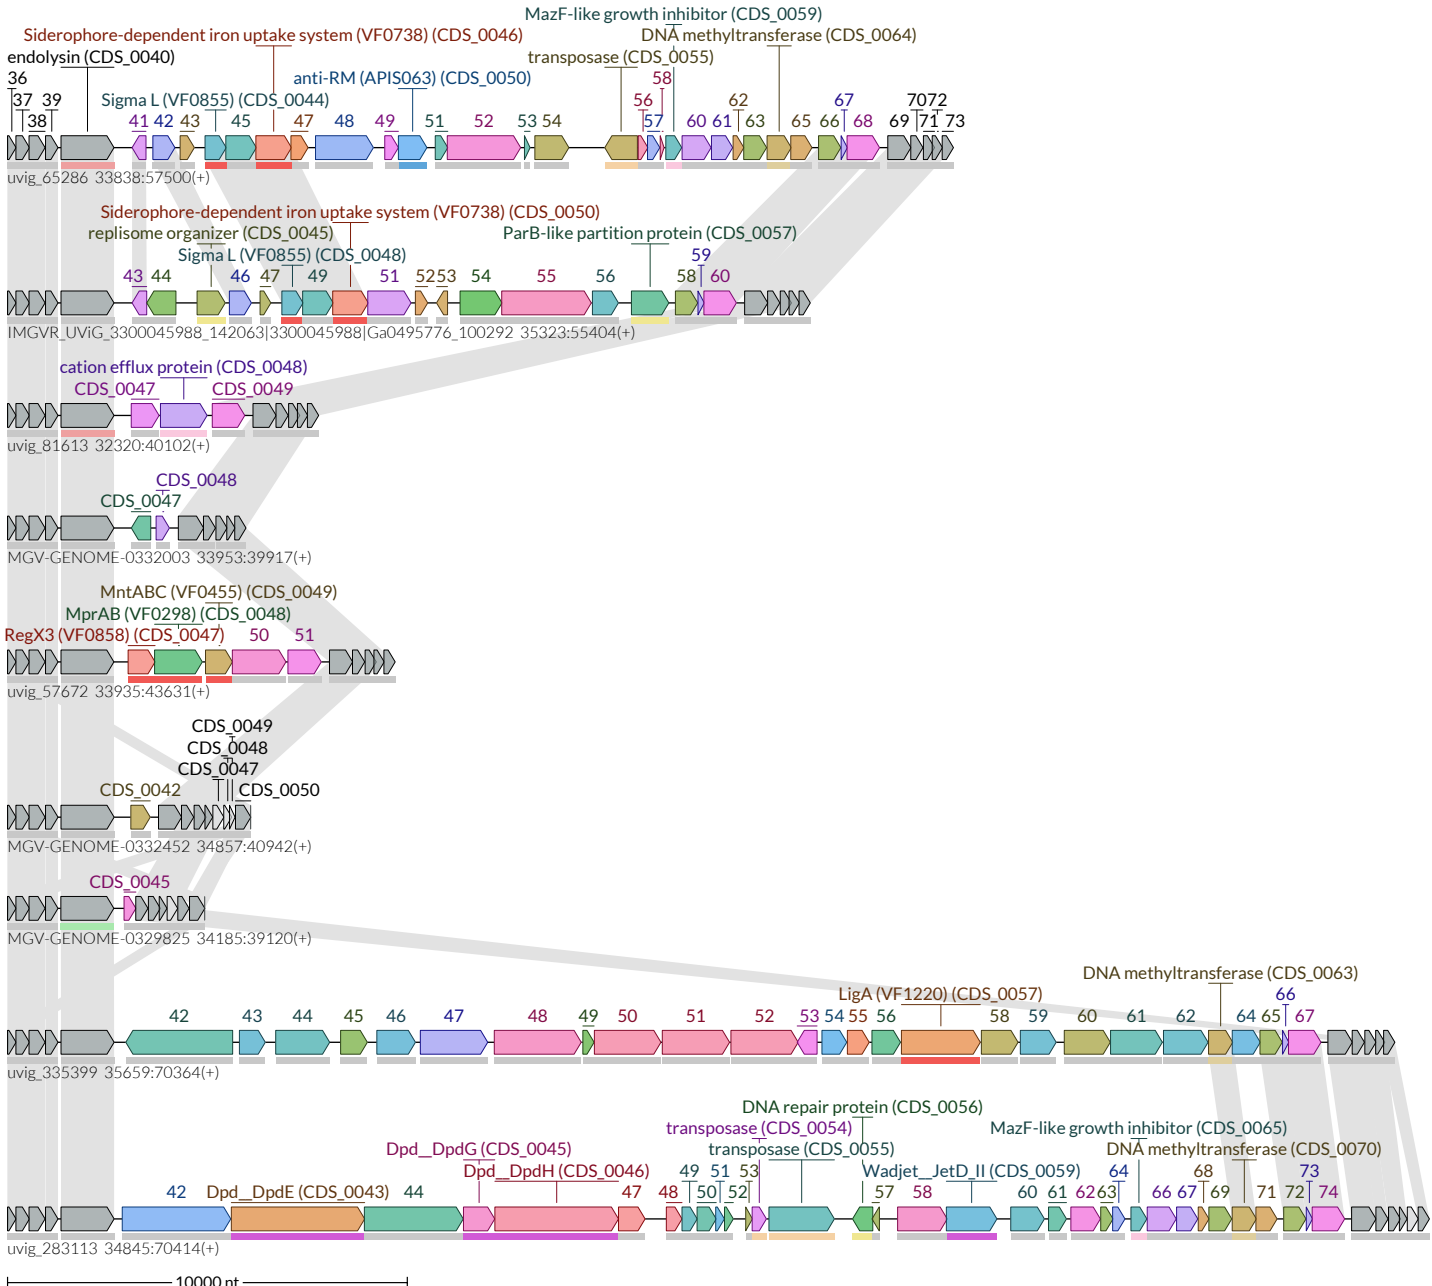 MazF-like growth inhibitor (CDS_0059)
Siderophore-dependent iron uptake system (VF0738) (CDS_0046) DNA methyltransferase (CDS_0064)
endolysin (CDS_0040) transposase (CDS_0055)
36 anti-RM (APIS063) (CDS_0050) 58
37 39 Sigma L (VF0855) (CDS_0044) 56 62 67 70 72
38 41 42 43 45 47 48 49 51 52 53 54 57 60 61 63 65 66 68 69 71 73
uvig_65286 33838:57500(+)
Siderophore-dependent iron uptake system (VF0738) (CDS_0050)
replisome organizer (CDS_0045) ParB-like partition protein (CDS_0057)
Sigma L (VF0855) (CDS_0048) 59
43 44 46 47 49 51 52 53 54 55 56 58 60
IMGVR_UViG_3300045988_142063|3300045988|Ga0495776_100292 35323:55404(+)
cation efflux protein (CDS_0048)
CDS_0047 CDS_0049
uvig_81613 32320:40102(+)
CDS_0048
CDS_0047
MGV-GENOME-0332003 33953:39917(+)
MntABC (VF0455) (CDS_0049)
MprAB (VF0298) (CDS_0048)
RegX3 (VF0858) (CDS_0047) 50 51
uvig_57672 33935:43631(+)
CDS_0049
CDS_0048
CDS_0047
CDS_0042 CDS_0050
MGV-GENOME-0332452 34857:40942(+)
CDS_0045
MGV-GENOME-0329825 34185:39120(+)
DNA methyltransferase (CDS_0063)
LigA (VF1220) (CDS_0057) 66
42 43 44 45 46 47 48 49 50 51 52 53 54 55 56 58 59 60 61 62 64 65 67
uvig_335399 35659:70364(+)
DNA repair protein (CDS_0056)
transposase (CDS_0054) MazF-like growth inhibitor (CDS_0065)
Dpd__DpdG (CDS_0045) transposase (CDS_0055) DNA methyltransferase (CDS_0070)
Dpd__DpdH (CDS_0046) 49 51 53 Wadjet__JetD_II (CDS_0059) 64 68 73
42 Dpd__DpdE (CDS_0043) 44 47 48 50 52 57 58 60 61 62 63 66 67 69 71 72 74
uvig_283113 34845:70414(+)
10000 nt